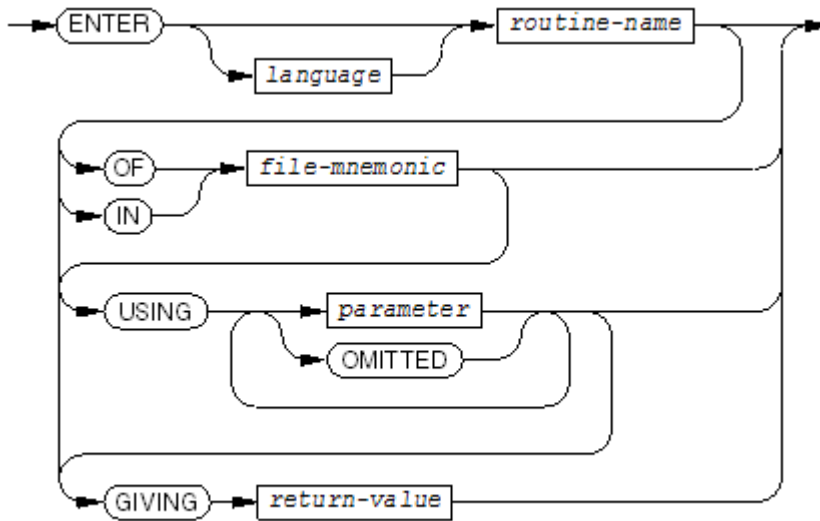 ENTER routine-name
language
OF file-mnemonic
IN
USING parameter
OMITTED
GIVING return-value